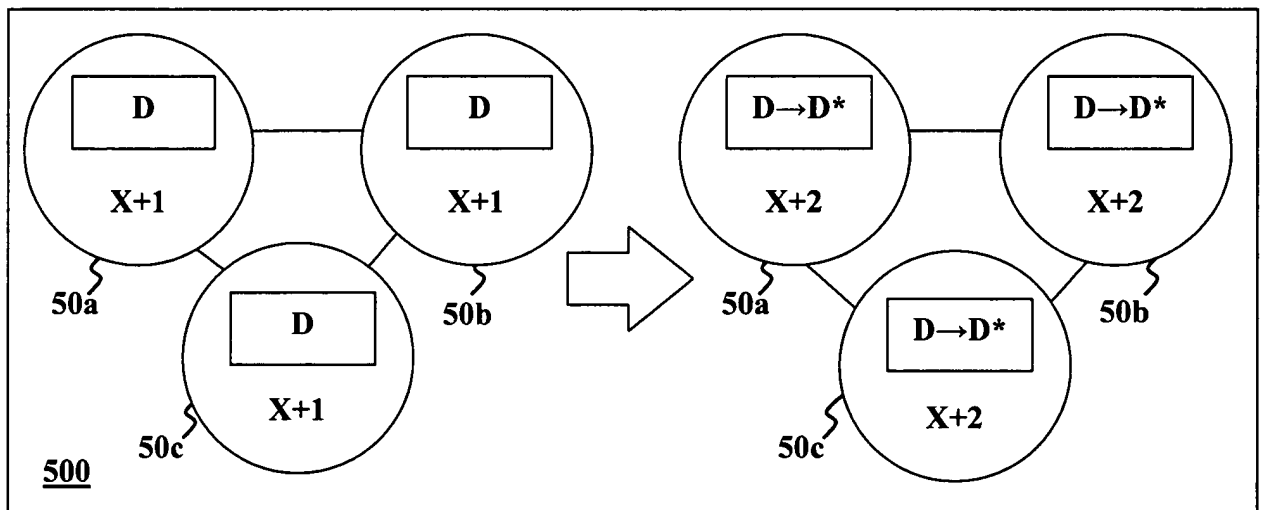 D D D→D* D→D*
X+1 X+1 X+2 X+2
50a 50b 50a 50b
D D→D*
X+1 X+2
50c 50c
500